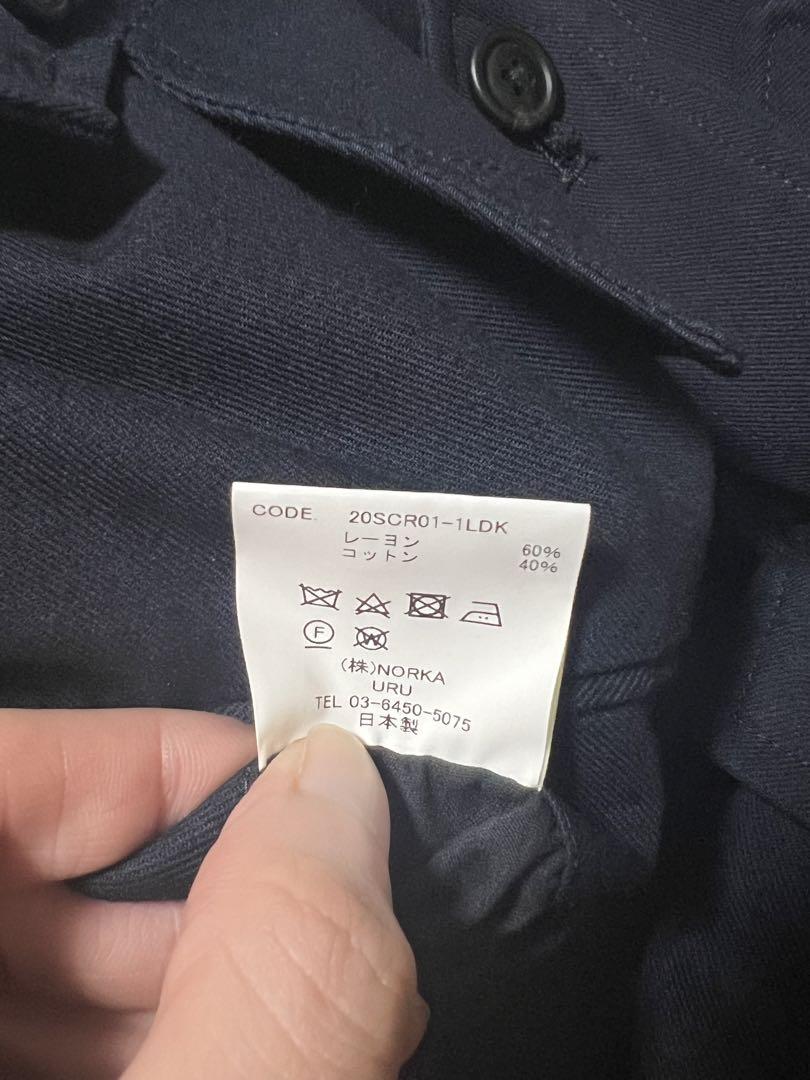 CODE. 20SCR01-1LDK
レーヨン 60%
コットン 40%
F W
(株)NORKA
URU
TEL 03-6450-5075
日本製